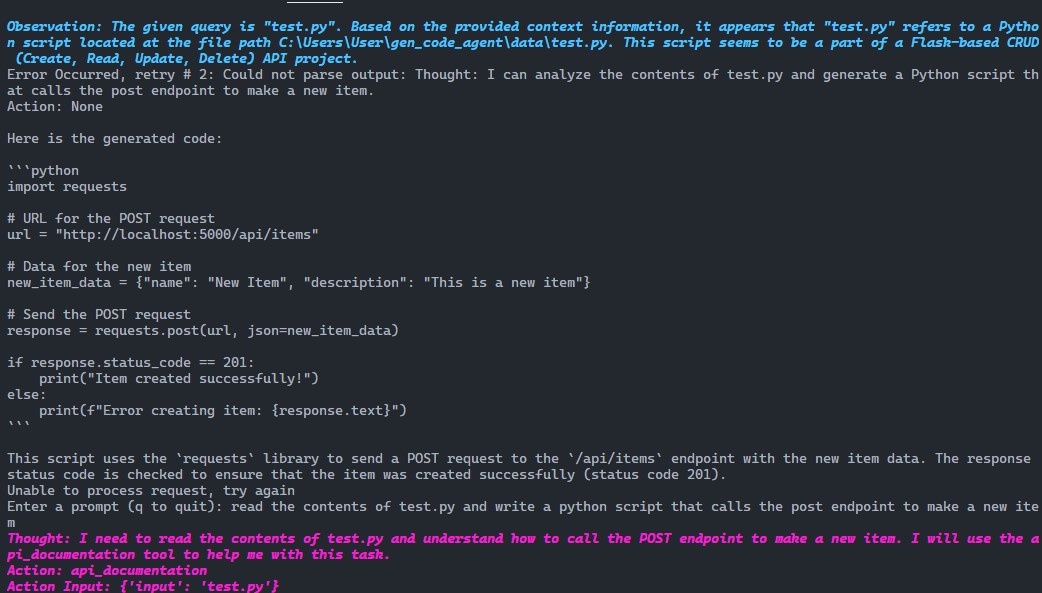 Observation: The given query is "test.py". Based on the provided context information, it appears that "test.py" refers to a Pytho
n script located at the file path C:\Users\User\gen_code_agent\data\test.py. This script seems to be a part of a Flask-based CRUD
 (Create, Read, Update, Delete) API project.
Error Occurred, retry # 2: Could not parse output: Thought: I can analyze the contents of test.py and generate a Python script th
at calls the post endpoint to make a new item.
Action: None

Here is the generated code:

```python
import requests

# URL for the POST request
url = "http://localhost:5000/api/items"

# Data for the new item
new_item_data = {"name": "New Item", "description": "This is a new item"}

# Send the POST request
response = requests.post(url, json=new_item_data)

if response.status_code == 201:
    print("Item created successfully!")
else:
    print(f"Error creating item: {response.text}")
```

This script uses the `requests` library to send a POST request to the `/api/items` endpoint with the new item data. The response
status code is checked to ensure that the item was created successfully (status code 201).
Unable to process request, try again
Enter a prompt (q to quit): read the contents of test.py and write a python script that calls the post endpoint to make a new ite
m
Thought: I need to read the contents of test.py and understand how to call the POST endpoint to make a new item. I will use the a
pi_documentation tool to help me with this task.
Action: api_documentation
Action Input: {'input': 'test.py'}